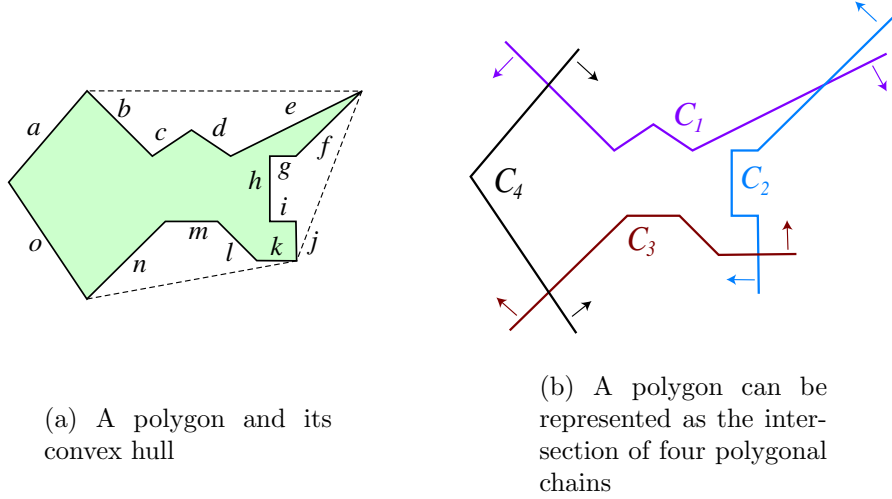 a
b
c
d
e
f
g
h
i
j
k
l
m
n
o
C1
C2
C3
C4
(a) A polygon and its
convex hull
(b) A polygon can be
represented as the inter-
section of four polygonal
chains